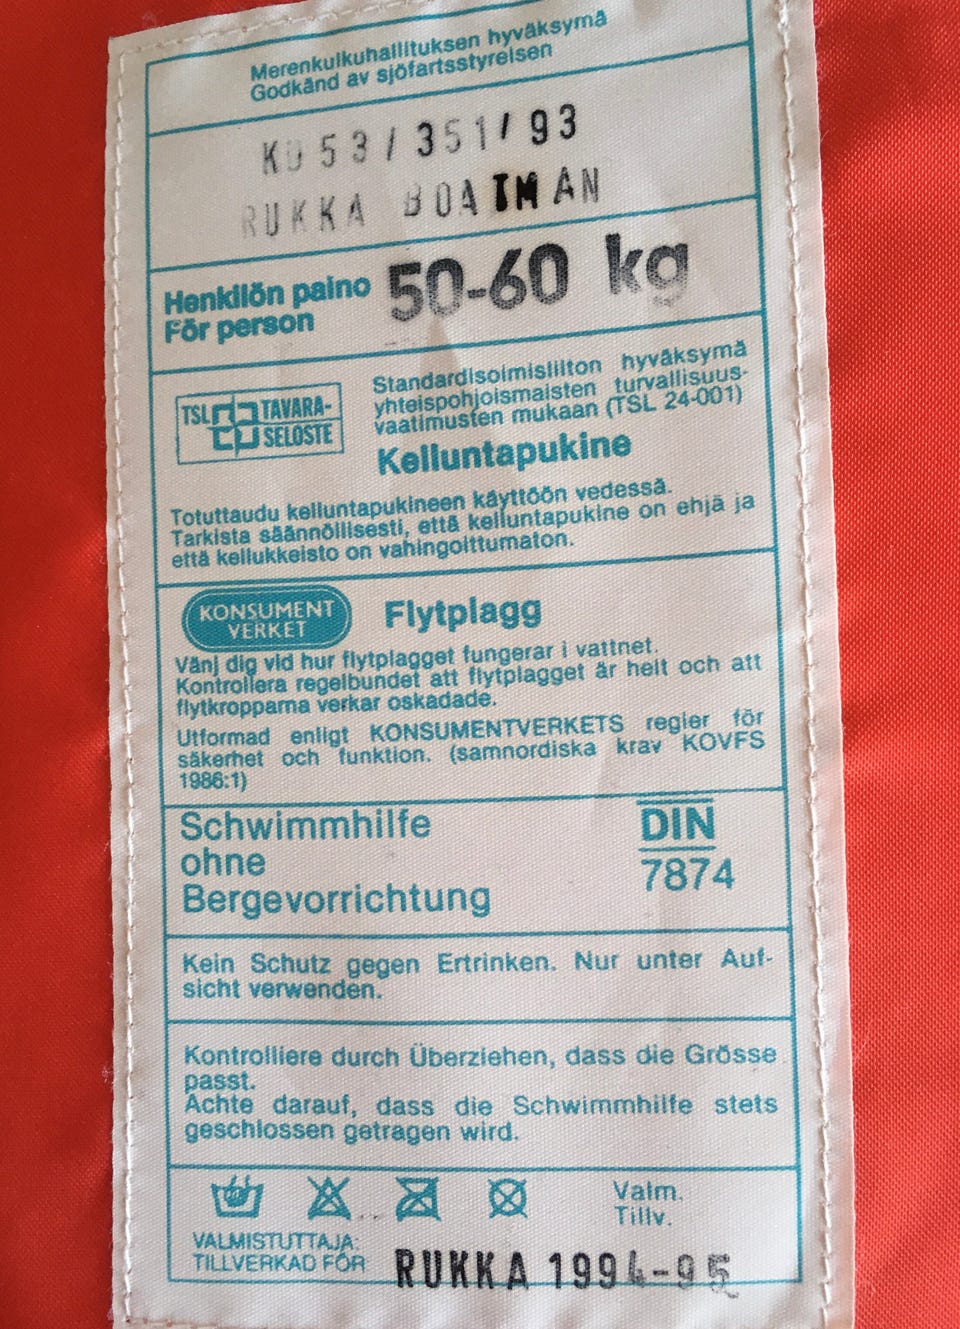 Merenkulkuhallituksen hyväksymä
Godkänd av sjöfartsstyrelsen
KU 53/351/93
RUKKA BOATMAN
Henkilön paino
För person
50-60 kg
TSL TAVARA-
SELOSTE
Standardisoimisliiton hyväksymä
yhteispohjoismaisten turvallisuus-
vaatimusten mukaan (TSL 24-001)
Kelluntapukine
Totuttaudu kelluntapukineen käyttöön vedessä.
Tarkista säännöllisesti, että kelluntapukine on ehjä ja
että kellukkeisto on vahingoittumaton.
KONSUMENT
VERKET
Flytplagg
Vänj dig vid hur flytplagget fungerar i vattnet.
Kontrollera regelbundet att flytplagget är helt och att
flytkropparna verkar oskadade.
Utformad enligt KONSUMENTVERKETS regler för
säkerhet och funktion. (samnordiska krav KOVFS
1986:1)
Schwimmhilfe
ohne
Bergevorrichtung
DIN
7874
Kein Schutz gegen Ertrinken. Nur unter Auf-
sicht verwenden.
Kontrolliere durch Überziehen, dass die Grösse
passt.
Achte darauf, dass die Schwimmhilfe stets
geschlossen getragen wird.
Valm.
Tillv.
VALMISTUTTAJA:
TILLVERKAD FÖR
RUKKA 1994-95